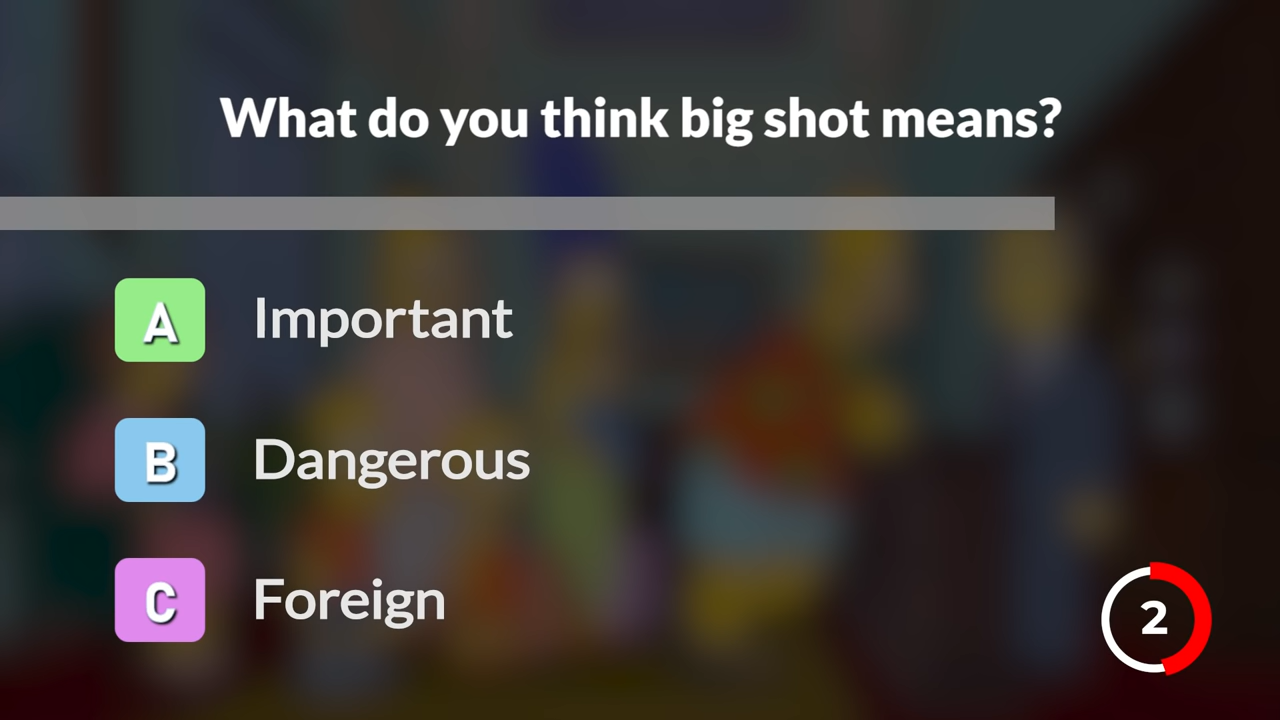 What do you think big shot means?
A Important
B Dangerous
C Foreign
2